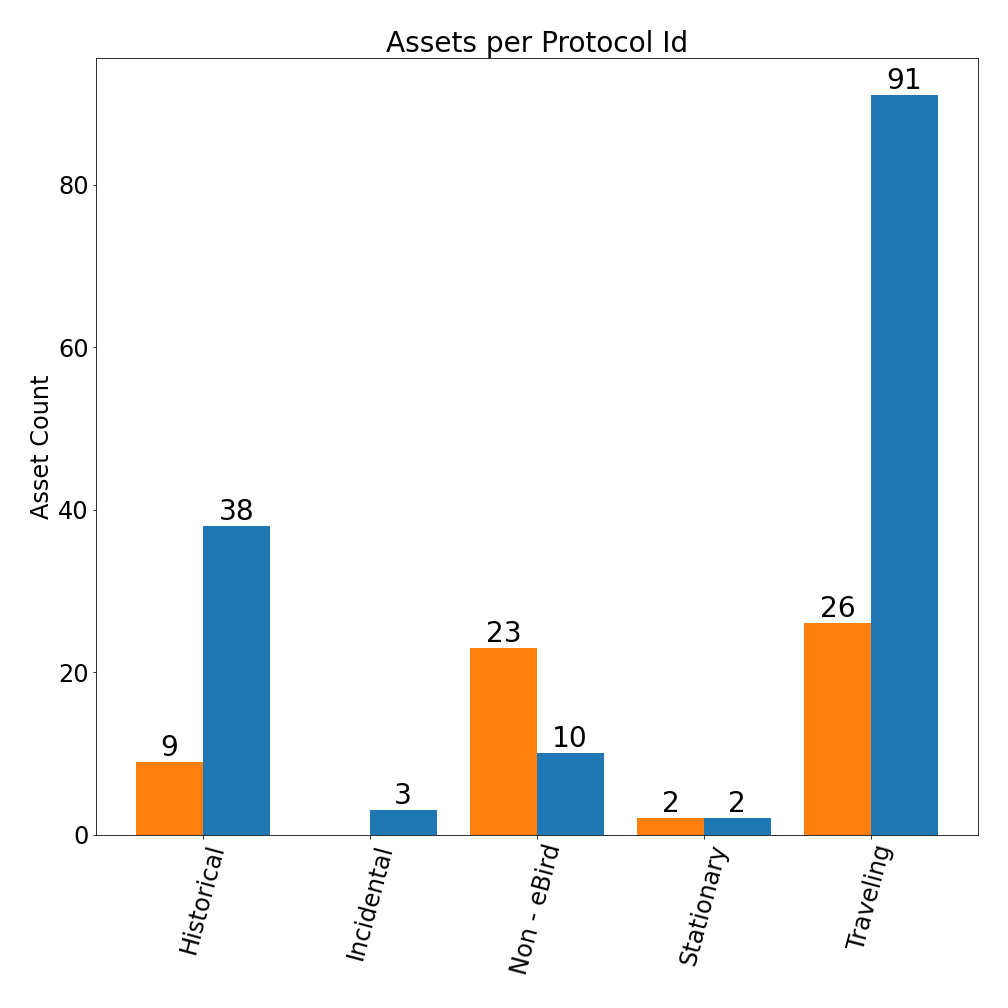 Assets per Protocol Id
Asset Count
80
60
40
20
0
9
38
3
23
10
2
2
26
91
Historical
Incidental
Non - eBird
Stationary
Traveling